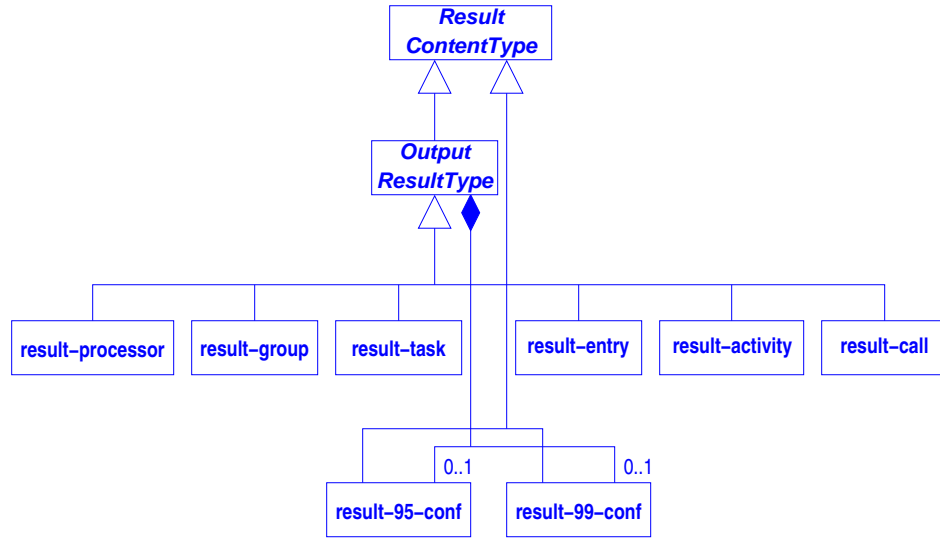 Result
ContentType
Output
ResultType
result−processor
result−group
result−task
result−entry
result−activity
result−call
0..1
0..1
result−95−conf
result−99−conf